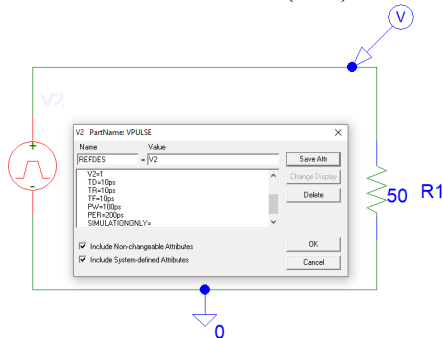 V
V2
V2 PartName: VPULSE
Name Value
REFDES = V2
Save Attr
V2=1
TD=10ps
TR=10ps
TF=10ps
PW=100ps
PER=200ps
SIMULATIONONLY=
Change Display
Delete
50 R1
Include Non-changeable Attributes
Include System-defined Attributes
OK
Cancel
0